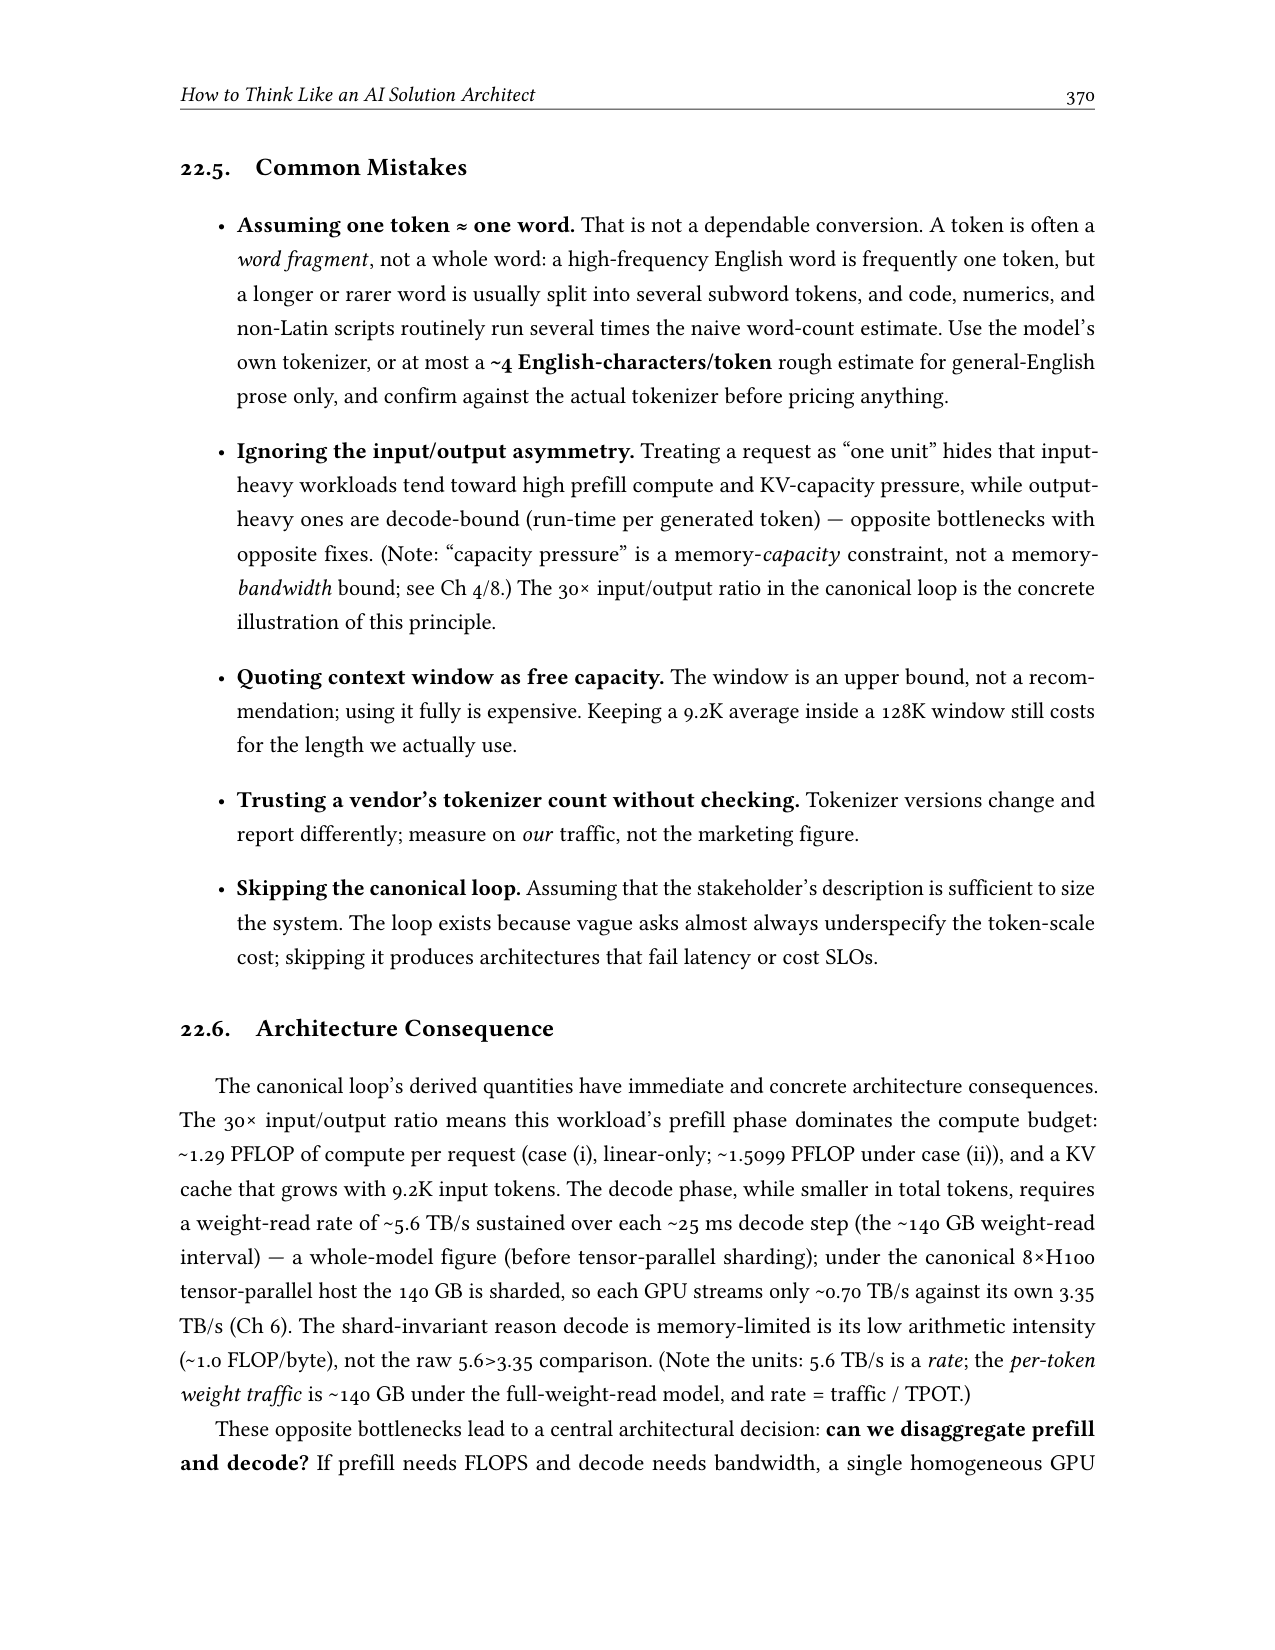 How to Think Like an AI Solution Architect 370
22.5. Common Mistakes
• Assuming one token ≈ one word. That is not a dependable conversion. A token is often a
word fragment, not a whole word: a high-frequency English word is frequently one token, but
a longer or rarer word is usually split into several subword tokens, and code, numerics, and
non-Latin scripts routinely run several times the naive word-count estimate. Use the model's
own tokenizer, or at most a ~4 English-characters/token rough estimate for general-English
prose only, and confirm against the actual tokenizer before pricing anything.
• Ignoring the input/output asymmetry. Treating a request as “one unit” hides that input-
heavy workloads tend toward high prefill compute and KV-capacity pressure, while output-
heavy ones are decode-bound (run-time per generated token) — opposite bottlenecks with
opposite fixes. (Note: “capacity pressure” is a memory-capacity constraint, not a memory-
bandwidth bound; see Ch 4/8.) The 30× input/output ratio in the canonical loop is the concrete
illustration of this principle.
• Quoting context window as free capacity. The window is an upper bound, not a recom-
mendation; using it fully is expensive. Keeping a 9.2K average inside a 128K window still costs
for the length we actually use.
• Trusting a vendor’s tokenizer count without checking. Tokenizer versions change and
report differently; measure on our traffic, not the marketing figure.
• Skipping the canonical loop. Assuming that the stakeholder’s description is sufficient to size
the system. The loop exists because vague asks almost always underspecify the token-scale
cost; skipping it produces architectures that fail latency or cost SLOs.
22.6. Architecture Consequence
The canonical loop’s derived quantities have immediate and concrete architecture consequences.
The 30× input/output ratio means this workload’s prefill phase dominates the compute budget:
~1.29 PFLOP of compute per request (case (i), linear-only; ~1.5099 PFLOP under case (ii)), and a KV
cache that grows with 9.2K input tokens. The decode phase, while smaller in total tokens, requires
a weight-read rate of ~5.6 TB/s sustained over each ~25 ms decode step (the ~140 GB weight-read
interval) — a whole-model figure (before tensor-parallel sharding); under the canonical 8×H100
tensor-parallel host the 140 GB is sharded, so each GPU streams only ~0.70 TB/s against its own 3.35
TB/s (Ch 6). The shard-invariant reason decode is memory-limited is its low arithmetic intensity
(~1.0 FLOP/byte), not the raw 5.6>3.35 comparison. (Note the units: 5.6 TB/s is a rate; the per-token
weight traffic is ~140 GB under the full-weight-read model, and rate = traffic / TPOT.)
These opposite bottlenecks lead to a central architectural decision: can we disaggregate prefill
and decode? If prefill needs FLOPS and decode needs bandwidth, a single homogeneous GPU